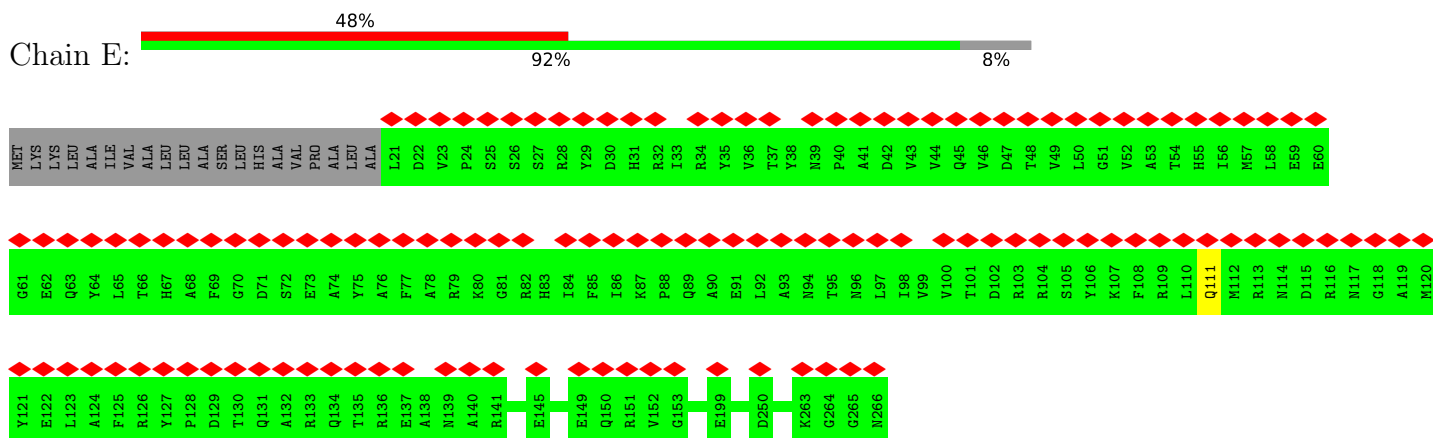 48%
Chain E:
92%
8%
MET LYS LYS LEU ALA ILE VAL ALA LEU LEU ALA SER LEU HIS ALA VAL PRO ALA LEU ALA L21 D22 V23 P24 S25 S26 S27 R28 Y29 D30 H31 R32 I33 R34 Y35 V36 T37 Y38 N39 P40 A41 D42 V43 V44 Q45 V46 D47 T48 V49 L50 G51 V52 A53 T54 H55 I56 M57 L58 E59 E60
G61 E62 Q63 Y64 L65 T66 H67 A68 F69 G70 D71 S72 E73 A74 Y75 A76 F77 A78 R79 K80 G81 R82 H83 I84 F85 I86 K87 P88 Q89 A90 E91 L92 A93 N94 T95 N96 L97 I98 V99 V100 T101 D102 R103 R104 S105 Y106 K107 F108 R109 L110 Q111 M112 R113 N114 D115 R116 N117 G118 A119 M120
Y121 E122 L123 A124 F125 R126 Y127 P128 D129 T130 Q131 A132 R133 Q134 T135 R136 E137 A138 N139 A140 R141 E145 E149 Q150 R151 V152 G153 E199 D250 K263 G264 G265 N266